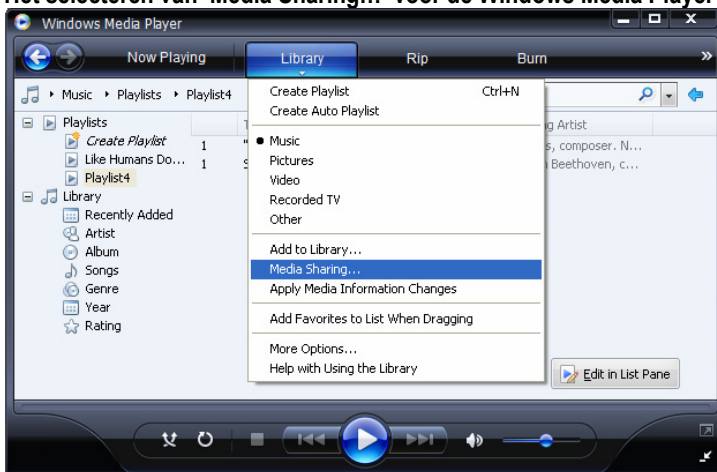 Het selecteren van 'Media Sharing...' voor de Windows Media Player
Windows Media Player
Now Playing Library Rip Burn »
Music Playlists Playlist4
Playlists
Create Playlist
Like Humans Do...
Playlist4
Library
Recently Added
Artist
Album
Songs
Genre
Year
Rating
1
1
Create Playlist Ctrl+N
Create Auto Playlist
Music
Pictures
Video
Recorded TV
Other
Add to Library...
Media Sharing...
Apply Media Information Changes
Add Favorites to List When Dragging
More Options...
Help with Using the Library
Artist
, composer. N...
Beethoven, c...
Edit in List Pane